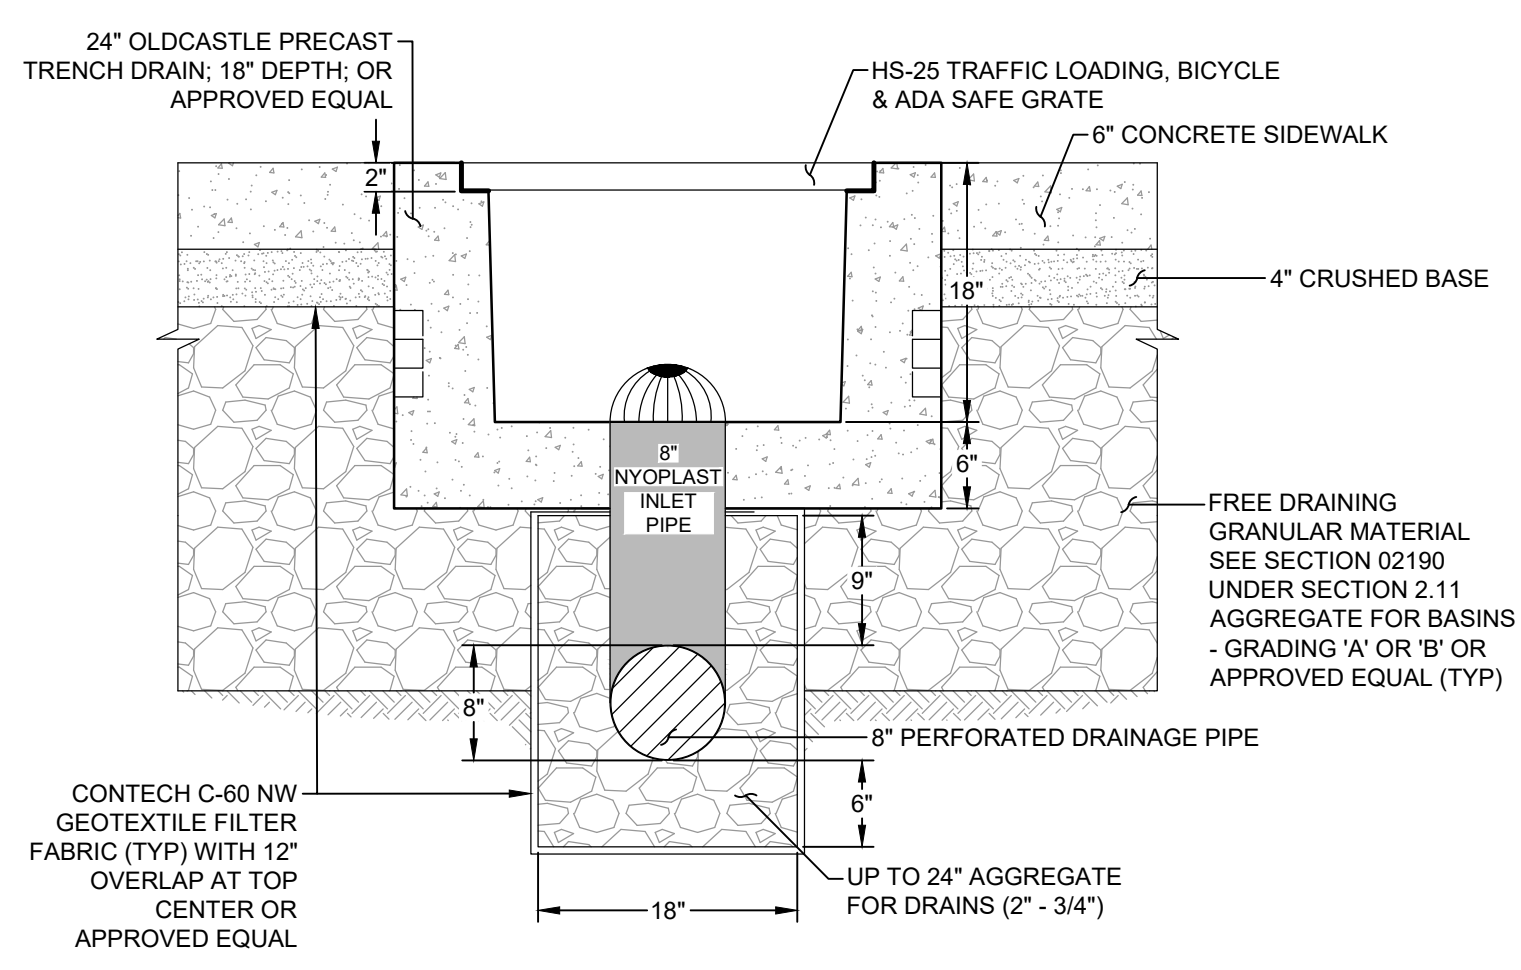 24" OLDCASTLE PRECAST
TRENCH DRAIN; 18" DEPTH; OR
APPROVED EQUAL
HS-25 TRAFFIC LOADING, BICYCLE
& ADA SAFE GRATE
6" CONCRETE SIDEWALK
2"
4" CRUSHED BASE
18"
8"
NYOPLAST
INLET
PIPE
6"
FREE DRAINING
GRANULAR MATERIAL
SEE SECTION 02190
UNDER SECTION 2.11
AGGREGATE FOR BASINS
- GRADING 'A' OR 'B' OR
APPROVED EQUAL (TYP)
9"
8"
8" PERFORATED DRAINAGE PIPE
CONTECH C-60 NW
GEOTEXTILE FILTER
FABRIC (TYP) WITH 12"
OVERLAP AT TOP
CENTER OR
APPROVED EQUAL
6"
UP TO 24" AGGREGATE
FOR DRAINS (2" - 3/4")
18"